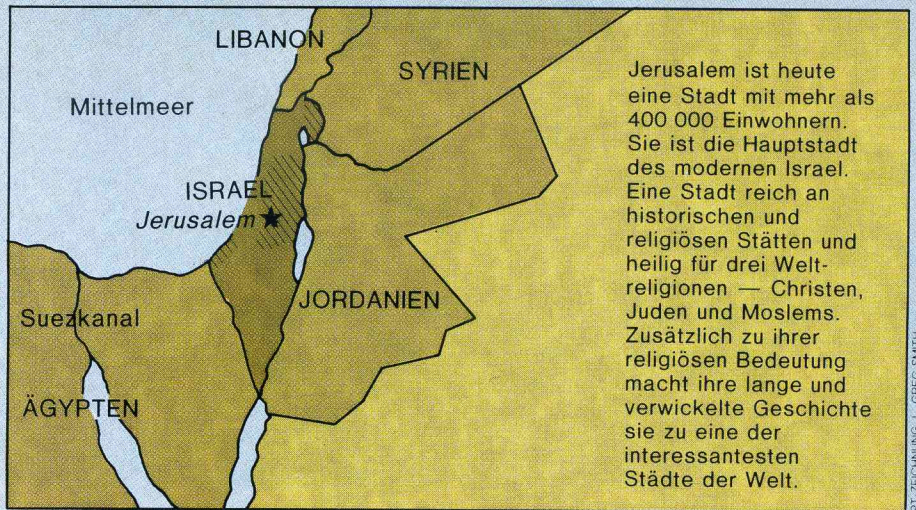 LIBANON
SYRIEN
Mittelmeer
ISRAEL
Jerusalem
JORDANIEN
Suezkanal
ÄGYPTEN
Jerusalem ist heute
eine Stadt mit mehr als
400 000 Einwohnern.
Sie ist die Hauptstadt
des modernen Israel.
Eine Stadt reich an
historischen und
religiösen Stätten und
heilig für drei Welt-
religionen — Christen,
Juden und Moslems.
Zusätzlich zu ihrer
religiösen Bedeutung
macht ihre lange und
verwickelte Geschichte
sie zu eine der
interessantesten
Städte der Welt.
ZEICHNUNG GREG SMITH